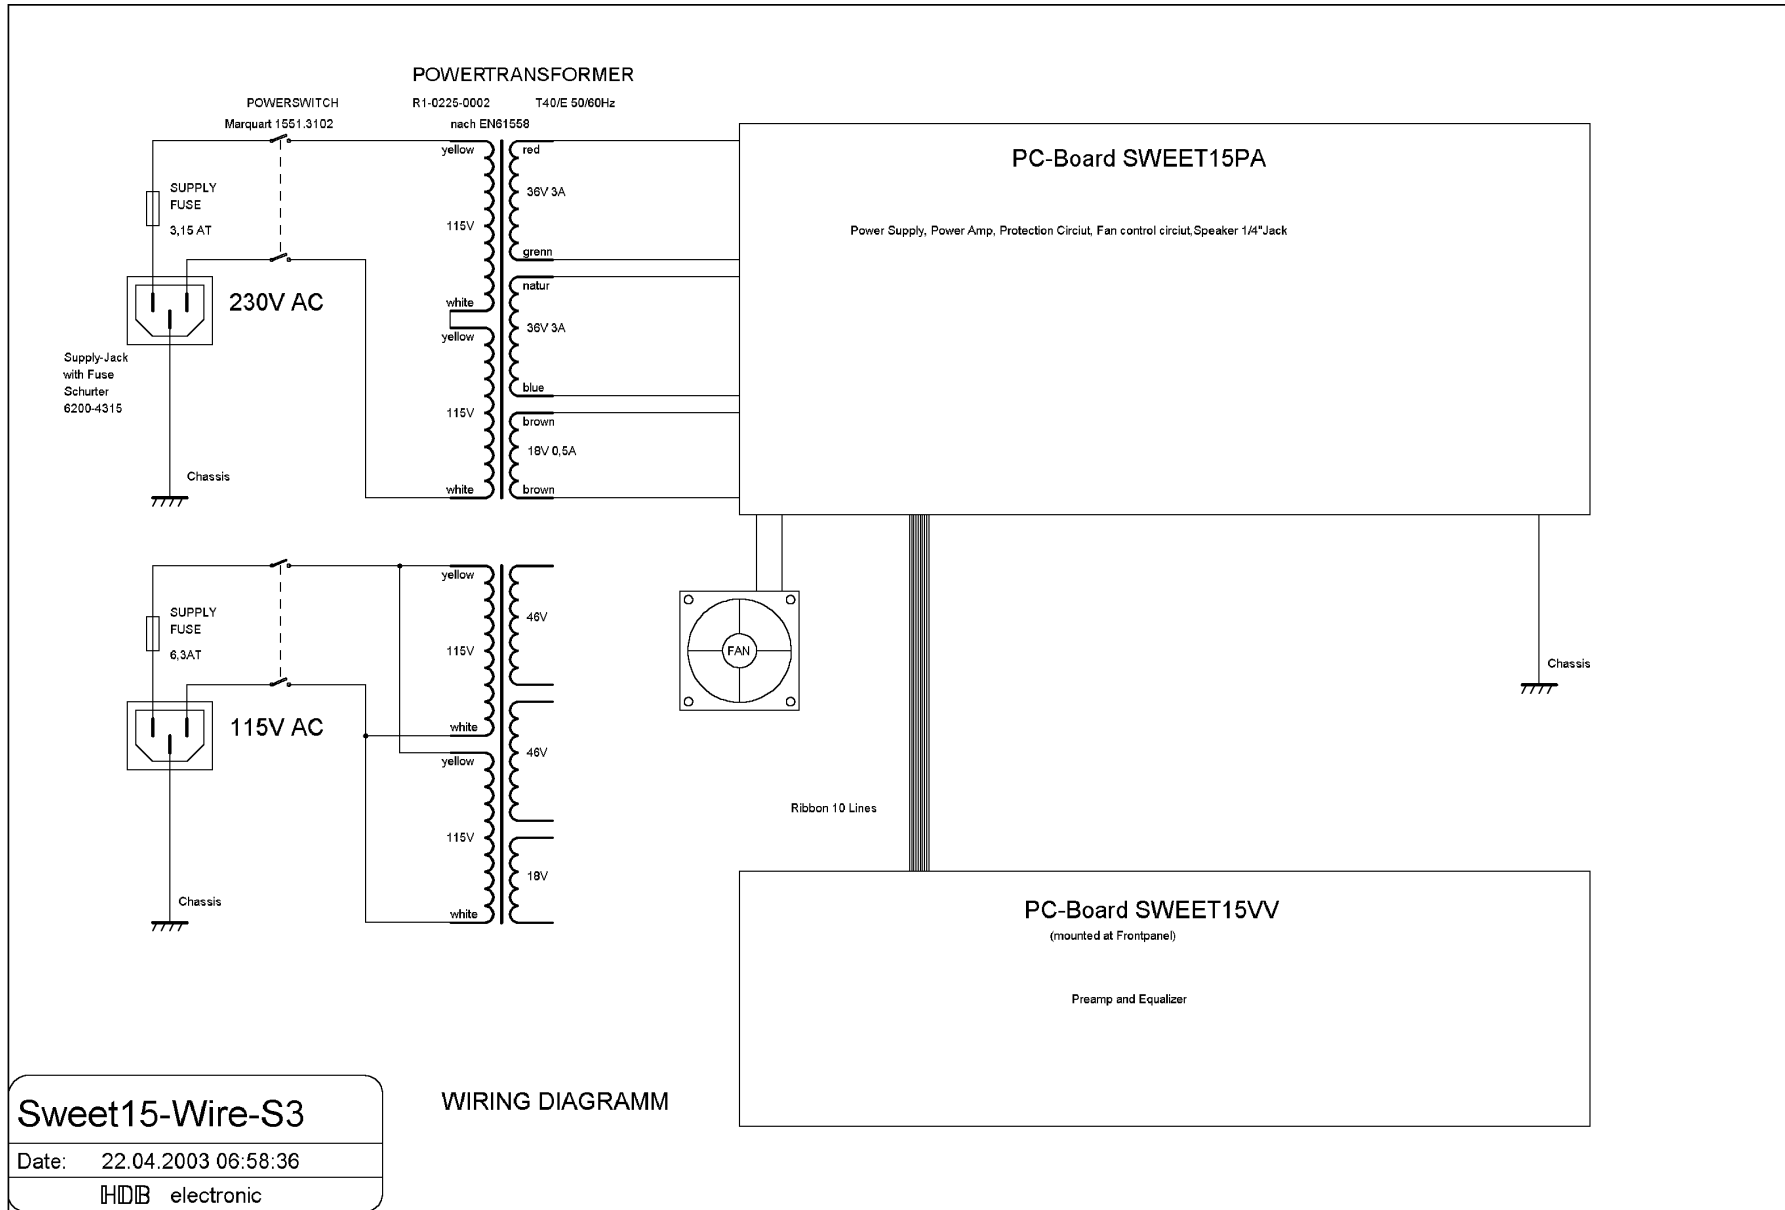 POWERTRANSFORMER
POWERSWITCH
R1-0225-0002
T40/E 50/60Hz
Marquart 1551.3102
nach EN61558
yellow
red
PC-Board SWEET15PA
SUPPLY
FUSE
3,15 AT
36V 3A
115V
Power Supply, Power Amp, Protection Circiut, Fan control circiut,Speaker 1/4"Jack
grenn
natur
230V AC
white
36V 3A
yellow
Supply-Jack
with Fuse
Schurter
6200-4315
blue
115V
brown
18V 0,5A
Chassis
white
brown
yellow
SUPPLY
FUSE
6,3AT
46V
115V
FAN
Chassis
115V AC
white
46V
yellow
Ribbon 10 Lines
115V
18V
Chassis
white
PC-Board SWEET15VV
(mounted at Frontpanel)
Preamp and Equalizer
WIRING DIAGRAMM
Sweet15-Wire-S3
Date: 22.04.2003 06:58:36
HDB electronic